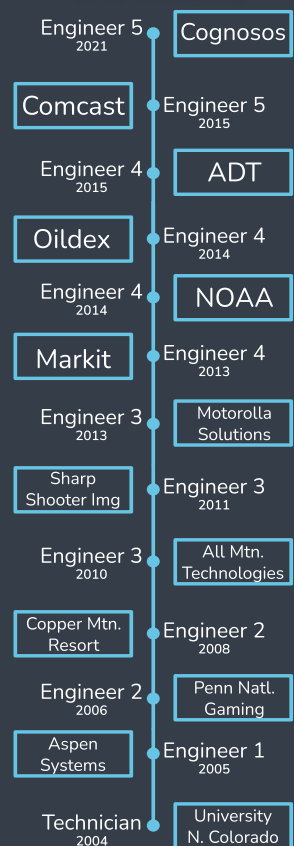 Engineer 5
2021
Cognosos
Comcast
Engineer 5
2015
Engineer 4
2015
ADT
Oildex
Engineer 4
2014
Engineer 4
2014
NOAA
Markit
Engineer 4
2013
Engineer 3
2013
Motorolla
Solutions
Sharp
Shooter Img
Engineer 3
2011
Engineer 3
2010
All Mtn.
Technologies
Copper Mtn.
Resort
Engineer 2
2008
Engineer 2
2006
Penn Natl.
Gaming
Aspen
Systems
Engineer 1
2005
Technician
2004
University
N. Colorado